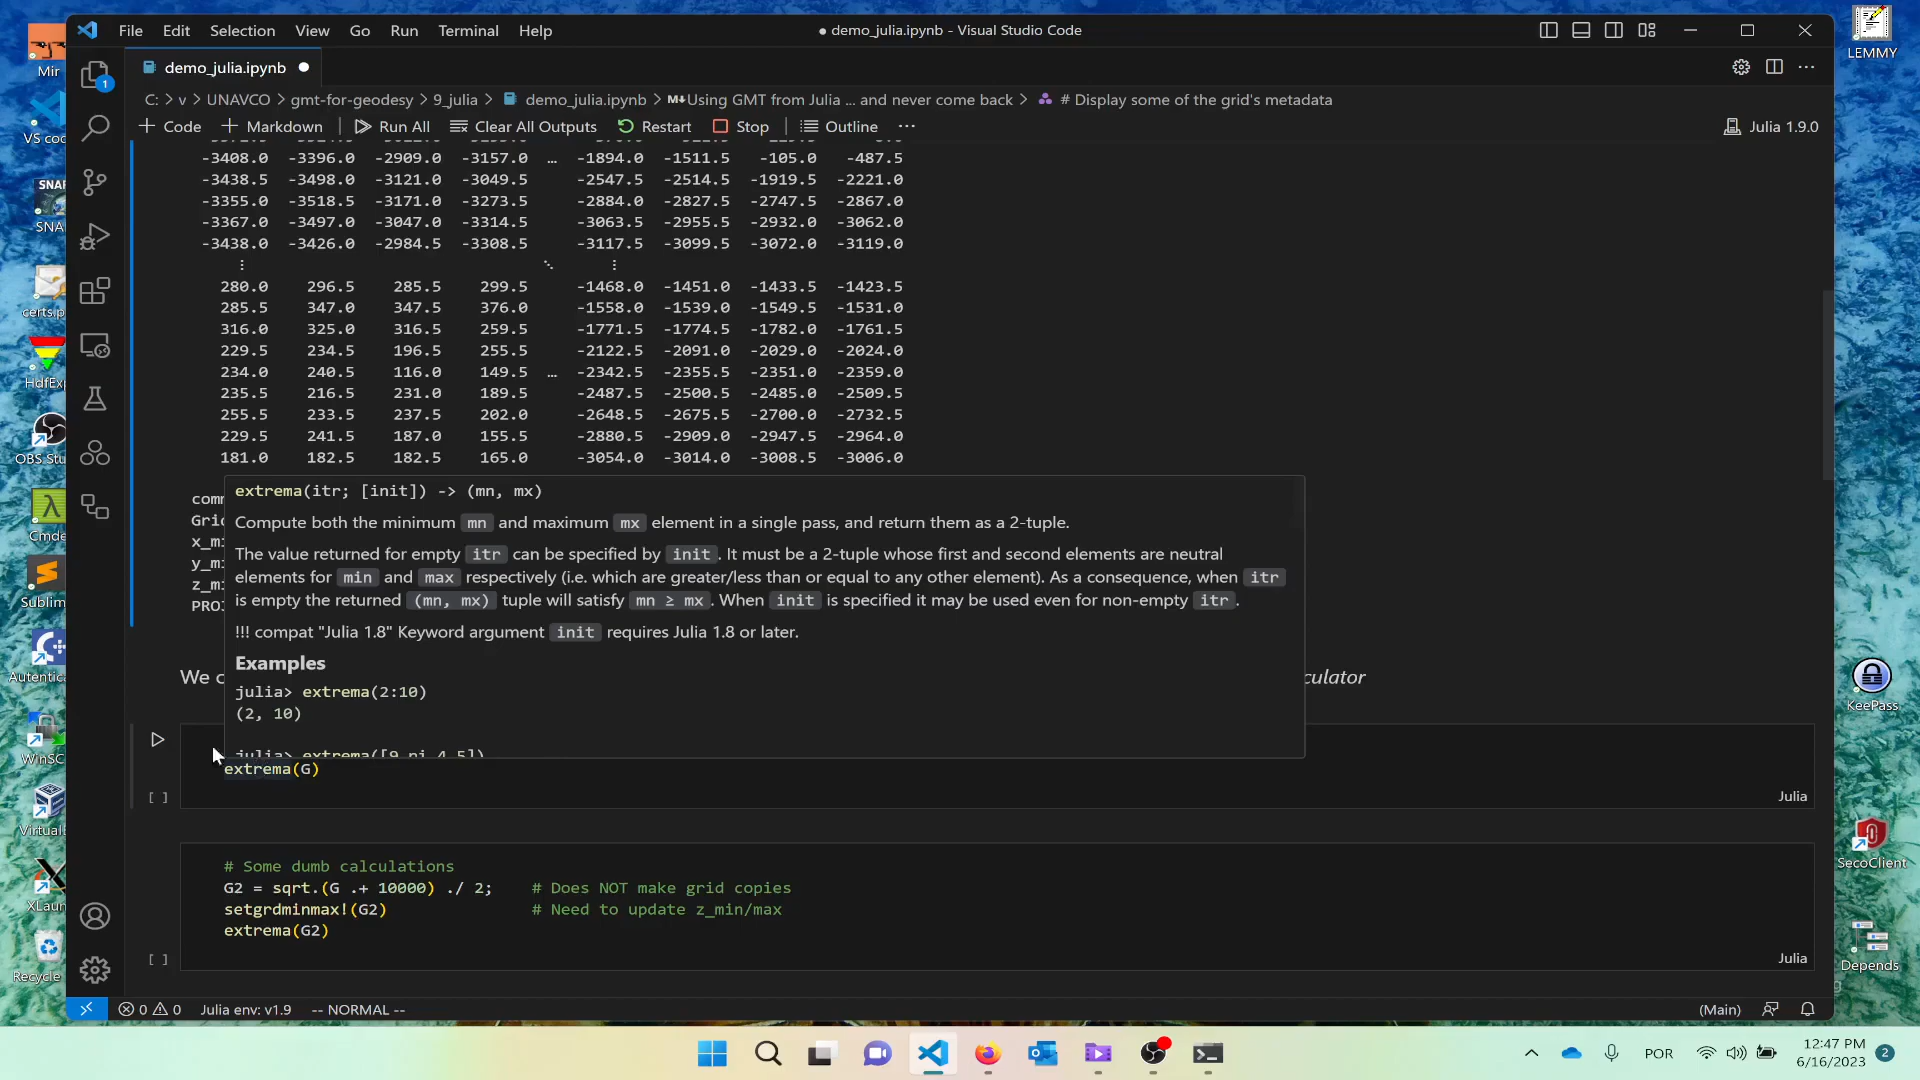 File Edit Selection View Go Run Terminal Help
● demo_julia.ipynb - Visual Studio Code
demo_julia.ipynb ●
C: > v > UNAVCO > gmt-for-geodesy > 9_julia > demo_julia.ipynb > M↓Using GMT from Julia ... and never come back > # Display some of the grid's metadata
+ Code + Markdown | Run All Clear All Outputs Restart Stop | Outline ... Julia 1.9.0
-3408.0 -3396.0 -2909.0 -3157.0 … -1894.0 -1511.5 -105.0 -487.5
-3438.5 -3498.0 -3121.0 -3049.5 -2547.5 -2514.5 -1919.5 -2221.0
-3355.0 -3518.5 -3171.0 -3273.5 -2884.0 -2827.5 -2747.5 -2867.0
-3367.0 -3497.0 -3047.0 -3314.5 -3063.5 -2955.5 -2932.0 -3062.0
-3438.0 -3426.0 -2984.5 -3308.5 -3117.5 -3099.5 -3072.0 -3119.0
⋮ ⋱ ⋮
280.0 296.5 285.5 299.5 -1468.0 -1451.0 -1433.5 -1423.5
285.5 347.0 347.5 376.0 -1558.0 -1539.0 -1549.5 -1531.0
316.0 325.0 316.5 259.5 -1771.5 -1774.5 -1782.0 -1761.5
229.5 234.5 196.5 255.5 -2122.5 -2091.0 -2029.0 -2024.0
234.0 240.5 116.0 149.5 … -2342.5 -2355.5 -2351.0 -2359.0
235.5 216.5 231.0 189.5 -2487.5 -2500.5 -2485.0 -2509.5
255.5 233.5 237.5 202.0 -2648.5 -2675.5 -2700.0 -2732.5
229.5 241.5 187.0 155.5 -2880.5 -2909.0 -2947.5 -2964.0
181.0 182.5 182.5 165.0 -3054.0 -3014.0 -3008.5 -3006.0
com
Gric
x_mi
y_mi
z_mi
PROJ
extrema(itr; [init]) -> (mn, mx)
Compute both the minimum mn and maximum mx element in a single pass, and return them as a 2-tuple.
The value returned for empty itr can be specified by init. It must be a 2-tuple whose first and second elements are neutral
elements for min and max respectively (i.e. which are greater/less than or equal to any other element). As a consequence, when itr
is empty the returned (mn, mx) tuple will satisfy mn ≥ mx. When init is specified it may be used even for non-empty itr.
!!! compat "Julia 1.8" Keyword argument init requires Julia 1.8 or later.
Examples
julia> extrema(2:10)
(2, 10)
julia> extrema([9,pi,4.5])
We c
culator
extrema(G)
[ ] Julia
# Some dumb calculations
G2 = sqrt.(G .+ 10000) ./ 2; # Does NOT make grid copies
setgrdminmax!(G2) # Need to update z_min/max
extrema(G2)
[ ] Julia
0 0 Julia env: v1.9 -- NORMAL -- (Main)
1
Mir
VS coc
SNAP
SNA
certs.p
HdfExp
OBS Stu
Cmde
Sublim
Autentica
WinSC
Virtuall
XLaun
Recycle
LEMMY
KeePass
SecoClient
Depends
POR
12:47 PM
6/16/2023
2